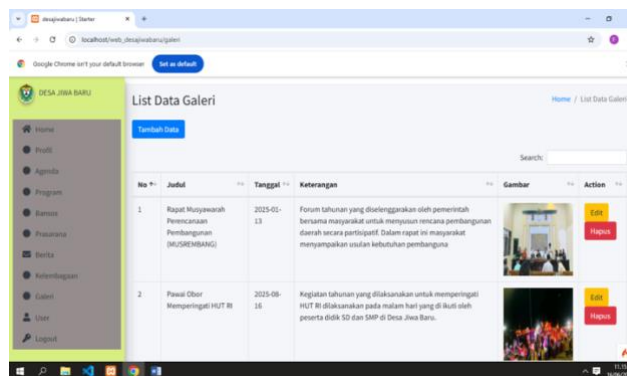 desajiwabaru | Starter
localhost/web_desajiwabaru/galeri
Google Chrome isn't your default browser Set as default
DESA JIWA BARU
Home
Profil
Agenda
Program
Bansos
Prasarana
Berita
Kelembagaan
Galeri
User
Logout
List Data Galeri
Home / List Data Galeri
Tambah Data
Search:
No Judul Tanggal Keterangan Gambar Action
1 Rapat Musyawarah 2025-01- Forum tahunan yang diselenggarakan oleh pemerintah Edit
Perencanaan 13 bersama masyarakat untuk menyusun rencana pembangunan
Pembangunan daerah secara partisipatif. Dalam rapat ini masyarakat Hapus
(MUSREMBANG) menyampaikan usulan kebutuhan pembanguna
2 Pawai Obor 2025-08- Kegiatan tahunan yang dilaksanakan untuk memperingati Edit
Memperingati HUT RI 16 HUT RI dilaksanakan pada malam hari yang di ikuti oleh
peserta didik SD dan SMP di Desa Jiwa Baru. Hapus
11.15